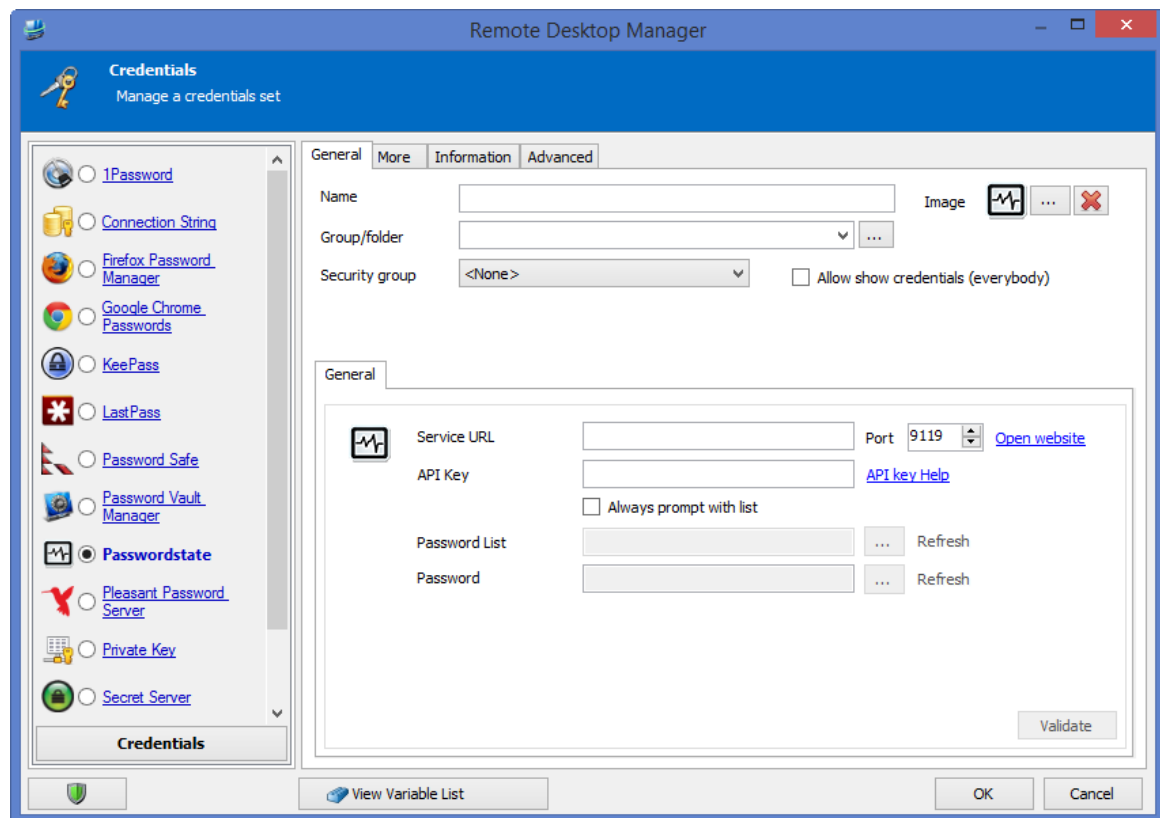 Remote Desktop Manager
Credentials
Manage a credentials set
1Password
Connection String
Firefox Password
Manager
Google Chrome
Passwords
KeePass
LastPass
Password Safe
Password Vault
Manager
Passwordstate
Pleasant Password
Server
Private Key
Secret Server
Credentials
General More Information Advanced
Name
Image ...
Group/folder ...
Security group <None> Allow show credentials (everybody)
General
Service URL Port 9119 Open website
API Key API key Help
Always prompt with list
Password List ... Refresh
Password ... Refresh
Validate
View Variable List OK Cancel